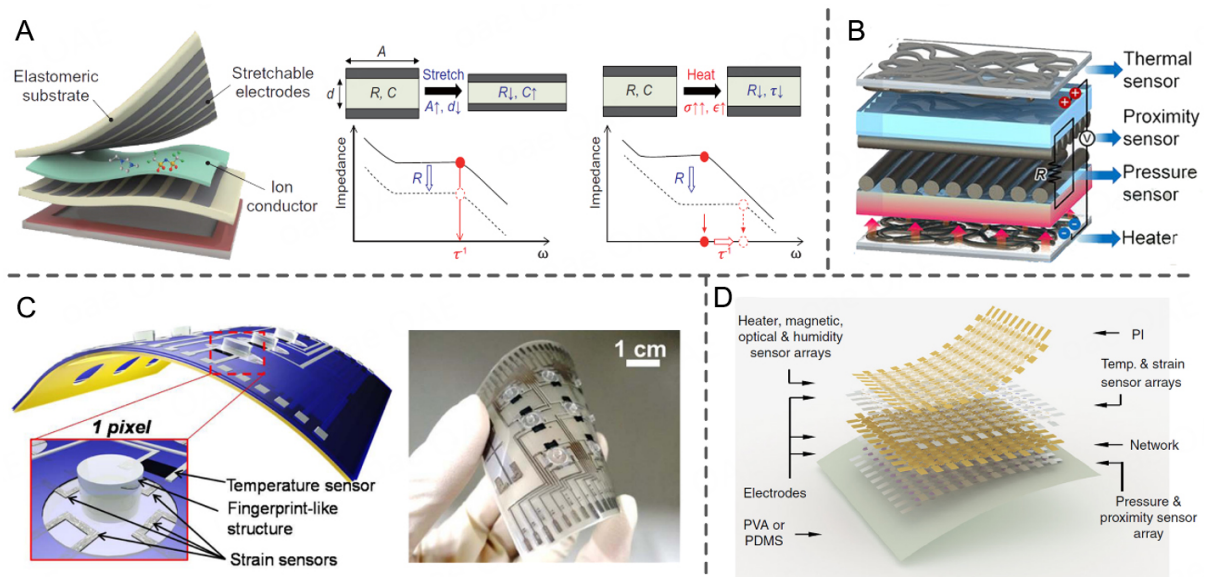 A
Elastomeric
substrate
Stretchable
electrodes
Ion
conductor
A
d
R, C
Stretch
A↑, d↓
R↓, C↑
Impedance
R
τ⁻¹
ω
R, C
Heat
σ↑↑, ϵ↑
R↓, τ↓
Impedance
R
τ⁻¹
ω
B
Thermal
sensor
Proximity
sensor
V
R
Pressure
sensor
Heater
C
1 pixel
Temperature sensor
Fingerprint-like
structure
Strain sensors
1 cm
D
Heater, magnetic,
optical & humidity
sensor arrays
PI
Temp. & strain
sensor arrays
Network
Electrodes
Pressure &
proximity sensor
array
PVA or
PDMS